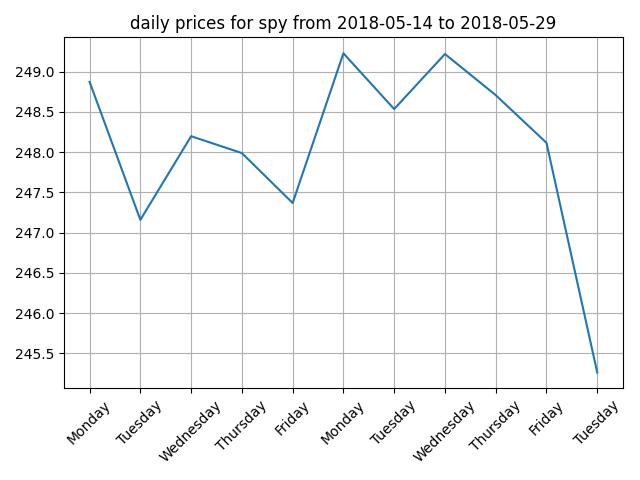 daily prices for spy from 2018-05-14 to 2018-05-29
249.0
248.5
248.0
247.5
247.0
246.5
246.0
245.5
Monday
Tuesday
Wednesday
Thursday
Friday
Monday
Tuesday
Wednesday
Thursday
Friday
Tuesday